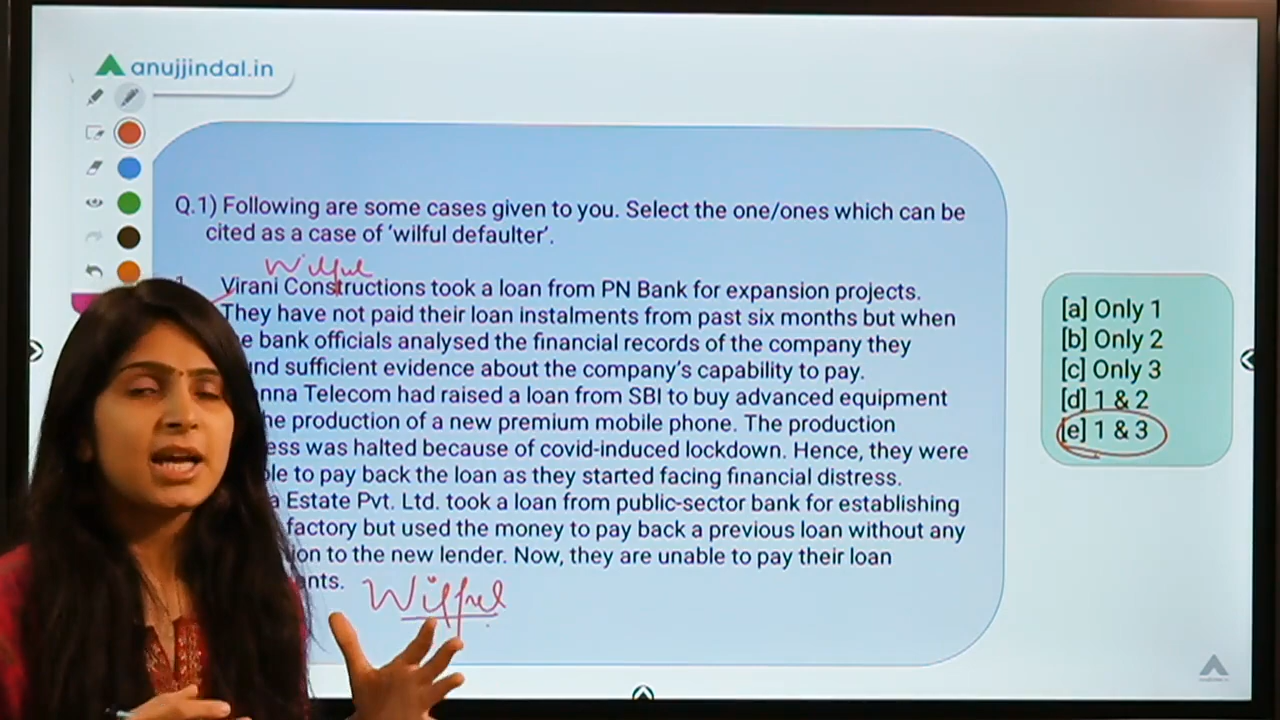 anujjindal.in
Q.1) Following are some cases given to you. Select the one/ones which can be
cited as a case of ‘wilful defaulter’.
Wilful
1. Virani Constructions took a loan from PN Bank for expansion projects.
They have not paid their loan instalments from past six months but when
bank officials analysed the financial records of the company they
sufficient evidence about the company's capability to pay.
Telecom had raised a loan from SBI to buy advanced equipment
production of a new premium mobile phone. The production
was halted because of covid-induced lockdown. Hence, they were
to pay back the loan as they started facing financial distress.
Estate Pvt. Ltd. took a loan from public-sector bank for establishing
factory but used the money to pay back a previous loan without any
to the new lender. Now, they are unable to pay their loan
Wilful
[a] Only 1
[b] Only 2
[c] Only 3
[d] 1 & 2
[e] 1 & 3